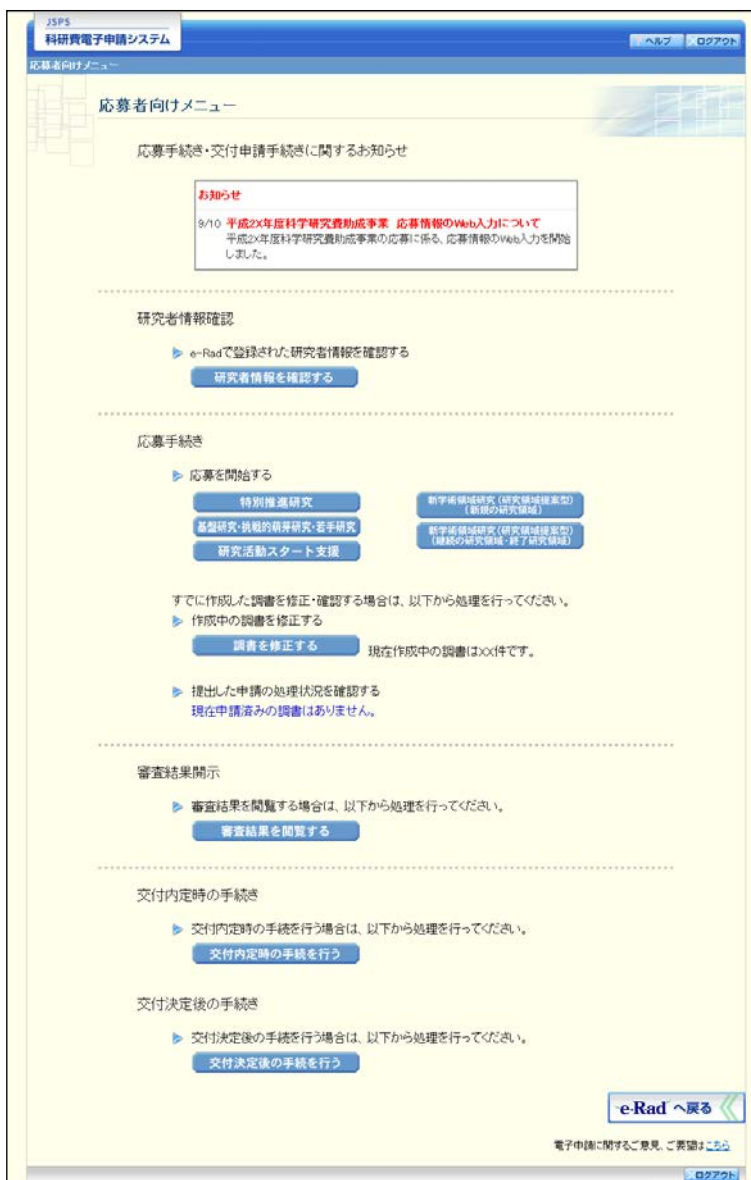 JSPS
科研費電子申請システム
ヘルプ
ログアウト
応募者向けメニュー
応募者向けメニュー
応募手続き・交付申請手続きに関するお知らせ
お知らせ
9/10 平成2X年度科学研究費助成事業 応募情報のWeb入力について
平成2X年度科学研究費助成事業の応募に係る、応募情報のWeb入力を開始
しました。
研究者情報確認
e-Radで登録された研究者情報を確認する
研究者情報を確認する
応募手続き
応募を開始する
特別推進研究
新学術領域研究(研究領域提案型)
(新規の研究領域)
基盤研究・挑戦的萌芽研究・若手研究
新学術領域研究(研究領域提案型)
(継続の研究領域・終了研究領域)
研究活動スタート支援
すでに作成した調書を修正・確認する場合は、以下から処理を行ってください。
作成中の調書を修正する
調書を修正する
現在作成中の調書はxx件です。
提出した申請の処理状況を確認する
現在申請済みの調書はありません。
審査結果開示
審査結果を閲覧する場合は、以下から処理を行ってください。
審査結果を閲覧する
交付内定時の手続き
交付内定時の手続を行う場合は、以下から処理を行ってください。
交付内定時の手続を行う
交付決定後の手続き
交付決定後の手続を行う場合は、以下から処理を行ってください。
交付決定後の手続を行う
e-Rad へ戻る
電子申請に関するご意見、ご要望はこちら
ログアウト